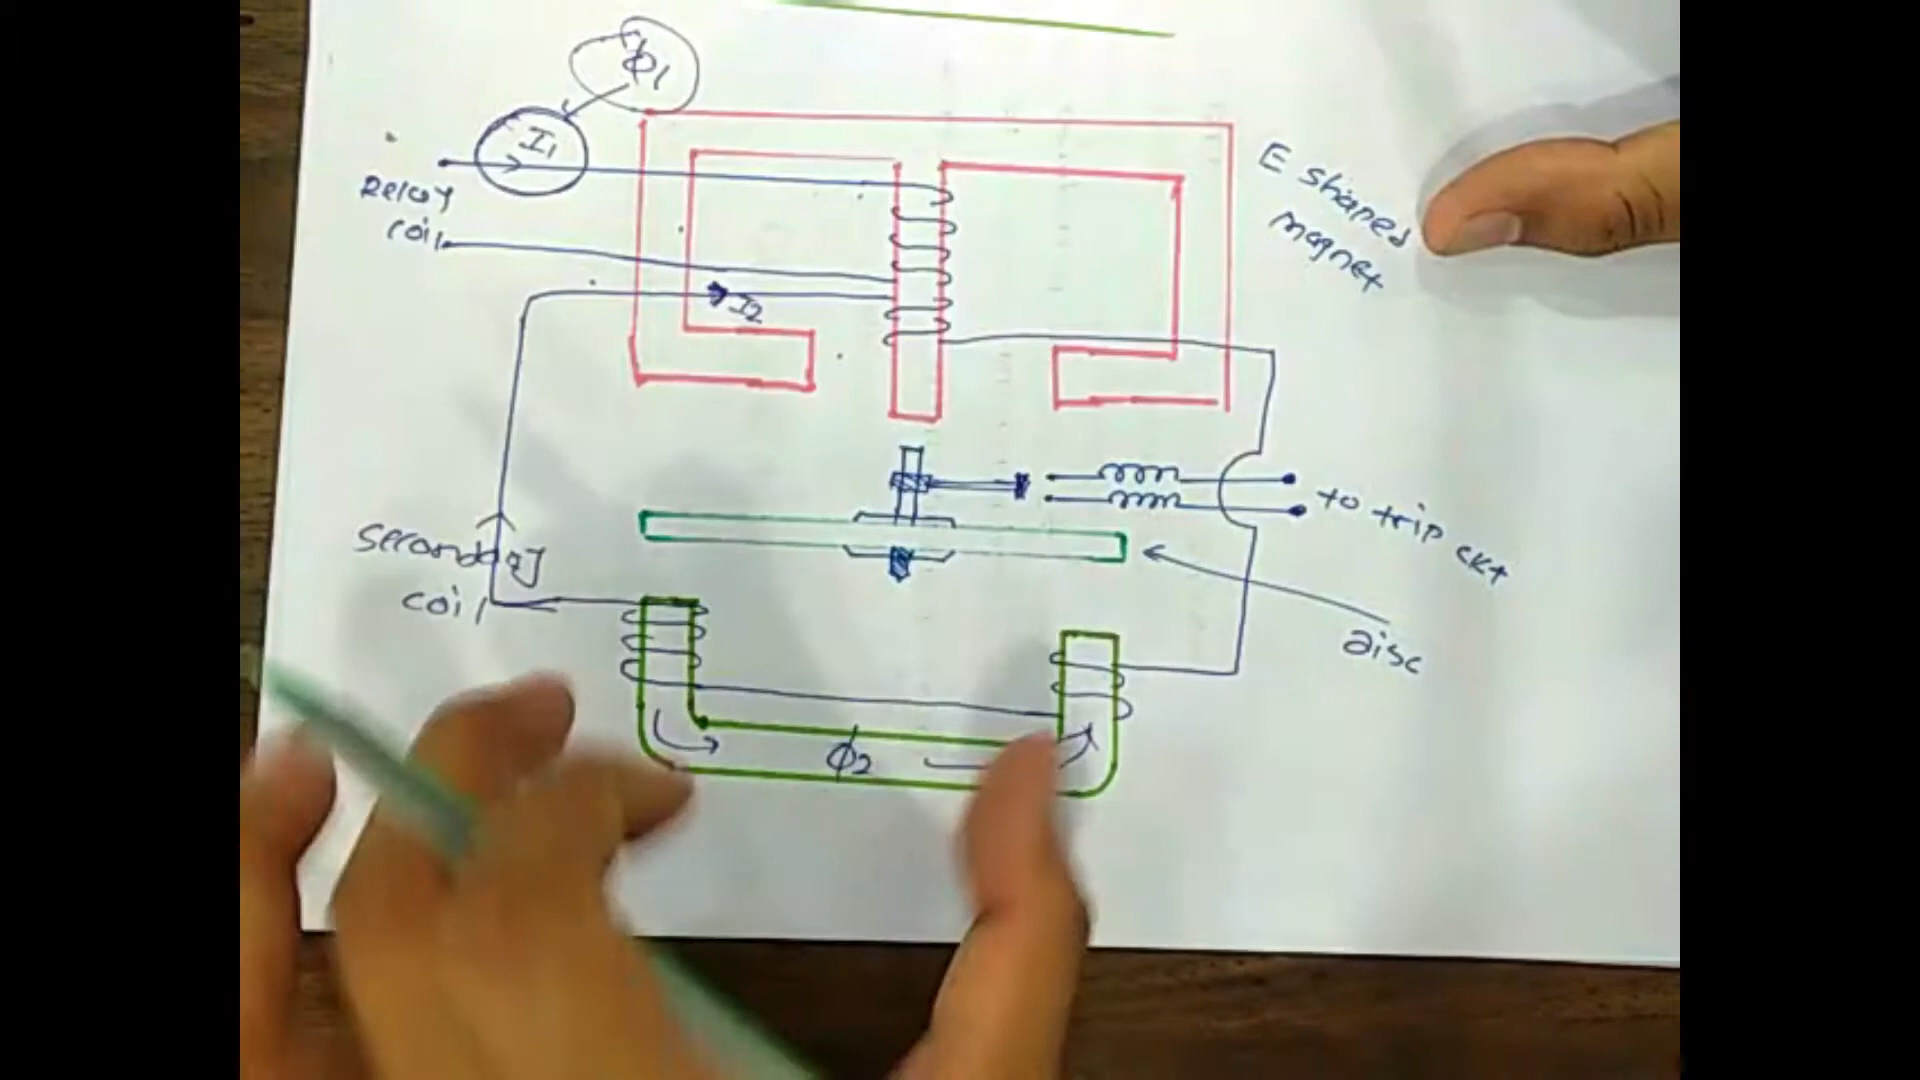 Φ1
I1
Relay
coil
I2
E shaped
magnet
to trip ckt
secondary
coil
disc
Φ2